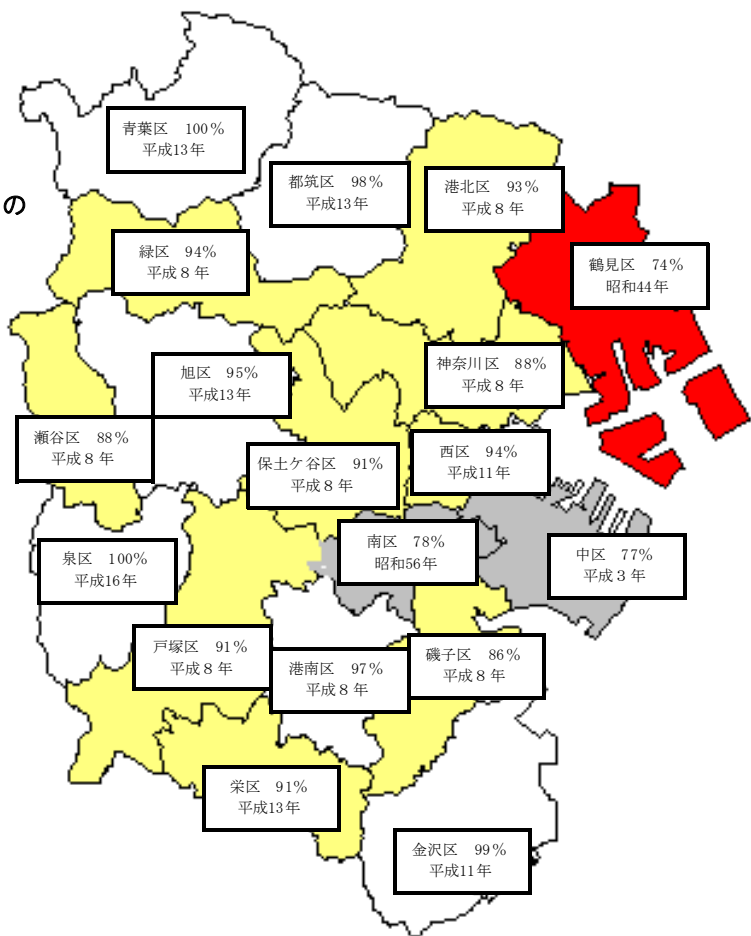 青葉区 100%
平成13年
都筑区 98%
平成13年
港北区 93%
平成8年
の
緑区 94%
平成8年
鶴見区 74%
昭和44年
旭区 95%
平成13年
神奈川区 88%
平成8年
瀬谷区 88%
平成8年
保土ケ谷区 91%
平成8年
西区 94%
平成11年
泉区 100%
平成16年
南区 78%
昭和56年
中区 77%
平成3年
戸塚区 91%
平成8年
港南区 97%
平成8年
磯子区 86%
平成8年
栄区 91%
平成13年
金沢区 99%
平成11年